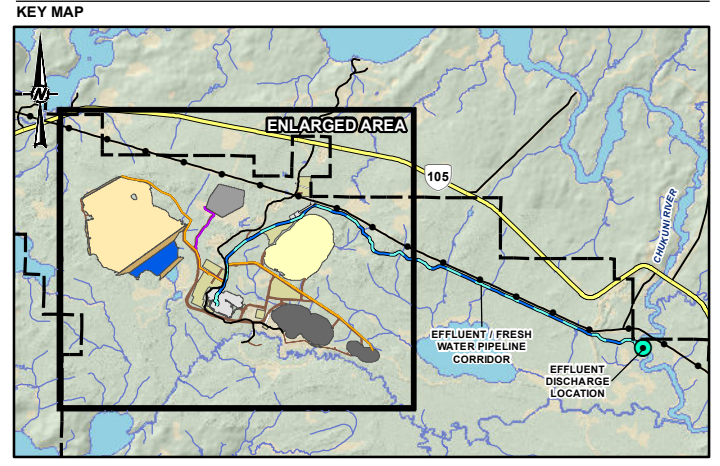 KEY MAP
N
ENLARGED AREA
105
CHUKUNI RIVER
EFFLUENT / FRESH
WATER PIPELINE
CORRIDOR
EFFLUENT
DISCHARGE
LOCATION